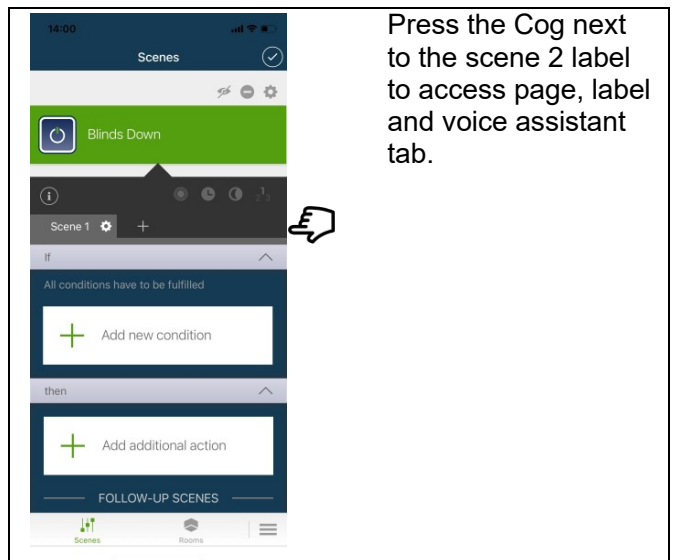 14:00
Scenes
Blinds Down
Scene 1
+
If
All conditions have to be fulfilled
Add new condition
then
Add additional action
FOLLOW-UP SCENES
Scenes Rooms
Press the Cog next
to the scene 2 label
to access page, label
and voice assistant
tab.